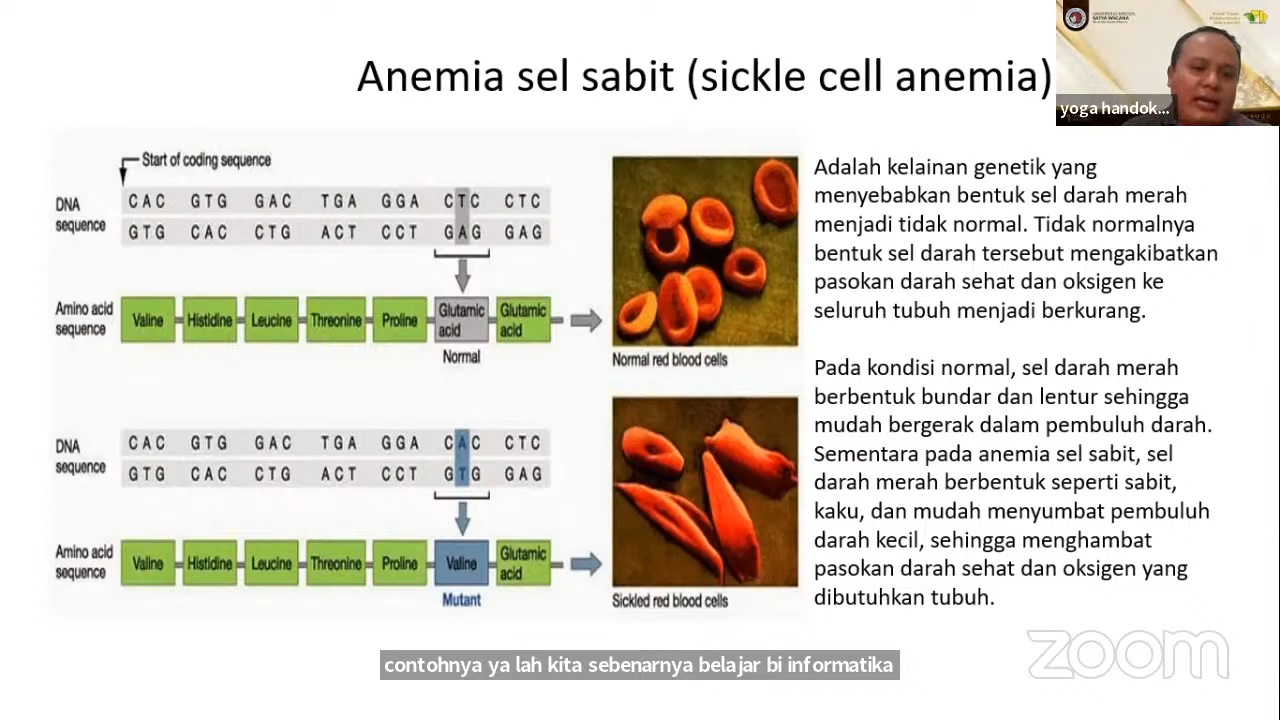 UNIVERSITAS KRISTEN
SATYA WACANA
yoga handok...
Anemia sel sabit (sickle cell anemia)
Start of coding sequence
DNA sequence
CAC GTG GAC TGA GGA CTC CTC
GTG CAC CTG ACT CCT GAG GAG
Amino acid sequence
Valine Histidine Leucine Threonine Proline Glutamic acid Glutamic acid
Normal
Normal red blood cells
DNA sequence
CAC GTG GAC TGA GGA CAC CTC
GTG CAC CTG ACT CCT GTG GAG
Amino acid sequence
Valine Histidine Leucine Threonine Proline Valine Glutamic acid
Mutant
Sickled red blood cells
Adalah kelainan genetik yang
menyebabkan bentuk sel darah merah
menjadi tidak normal. Tidak normalnya
bentuk sel darah tersebut mengakibatkan
pasokan darah sehat dan oksigen ke
seluruh tubuh menjadi berkurang.
Pada kondisi normal, sel darah merah
berbentuk bundar dan lentur sehingga
mudah bergerak dalam pembuluh darah.
Sementara pada anemia sel sabit, sel
darah merah berbentuk seperti sabit,
kaku, dan mudah menyumbat pembuluh
darah kecil, sehingga menghambat
pasokan darah sehat dan oksigen yang
dibutuhkan tubuh.
zoom
contohnya ya lah kita sebenarnya belajar bi informatika